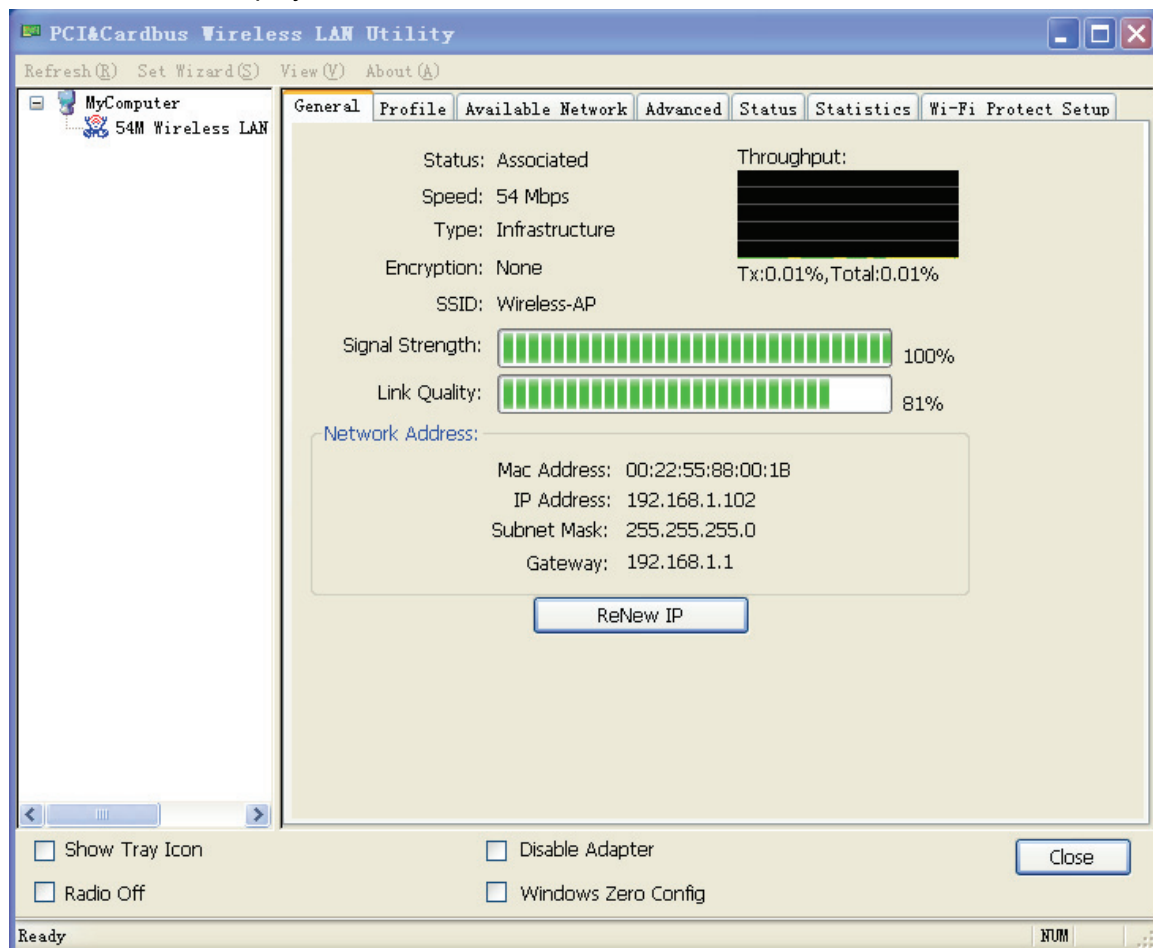 PCI&Cardbus Wireless LAN Utility
Refresh(R) Set Wizard(S) View(V) About(A)
MyComputer
54M Wireless LAN
General Profile Available Network Advanced Status Statistics Wi-Fi Protect Setup
Status: Associated
Speed: 54 Mbps
Type: Infrastructure
Encryption: None
SSID: Wireless-AP
Throughput:
Tx:0.01%,Total:0.01%
Signal Strength: 100%
Link Quality: 81%
Network Address:
Mac Address: 00:22:55:88:00:1B
IP Address: 192.168.1.102
Subnet Mask: 255.255.255.0
Gateway: 192.168.1.1
ReNew IP
Show Tray Icon
Disable Adapter
Radio Off
Windows Zero Config
Close
Ready
NUM